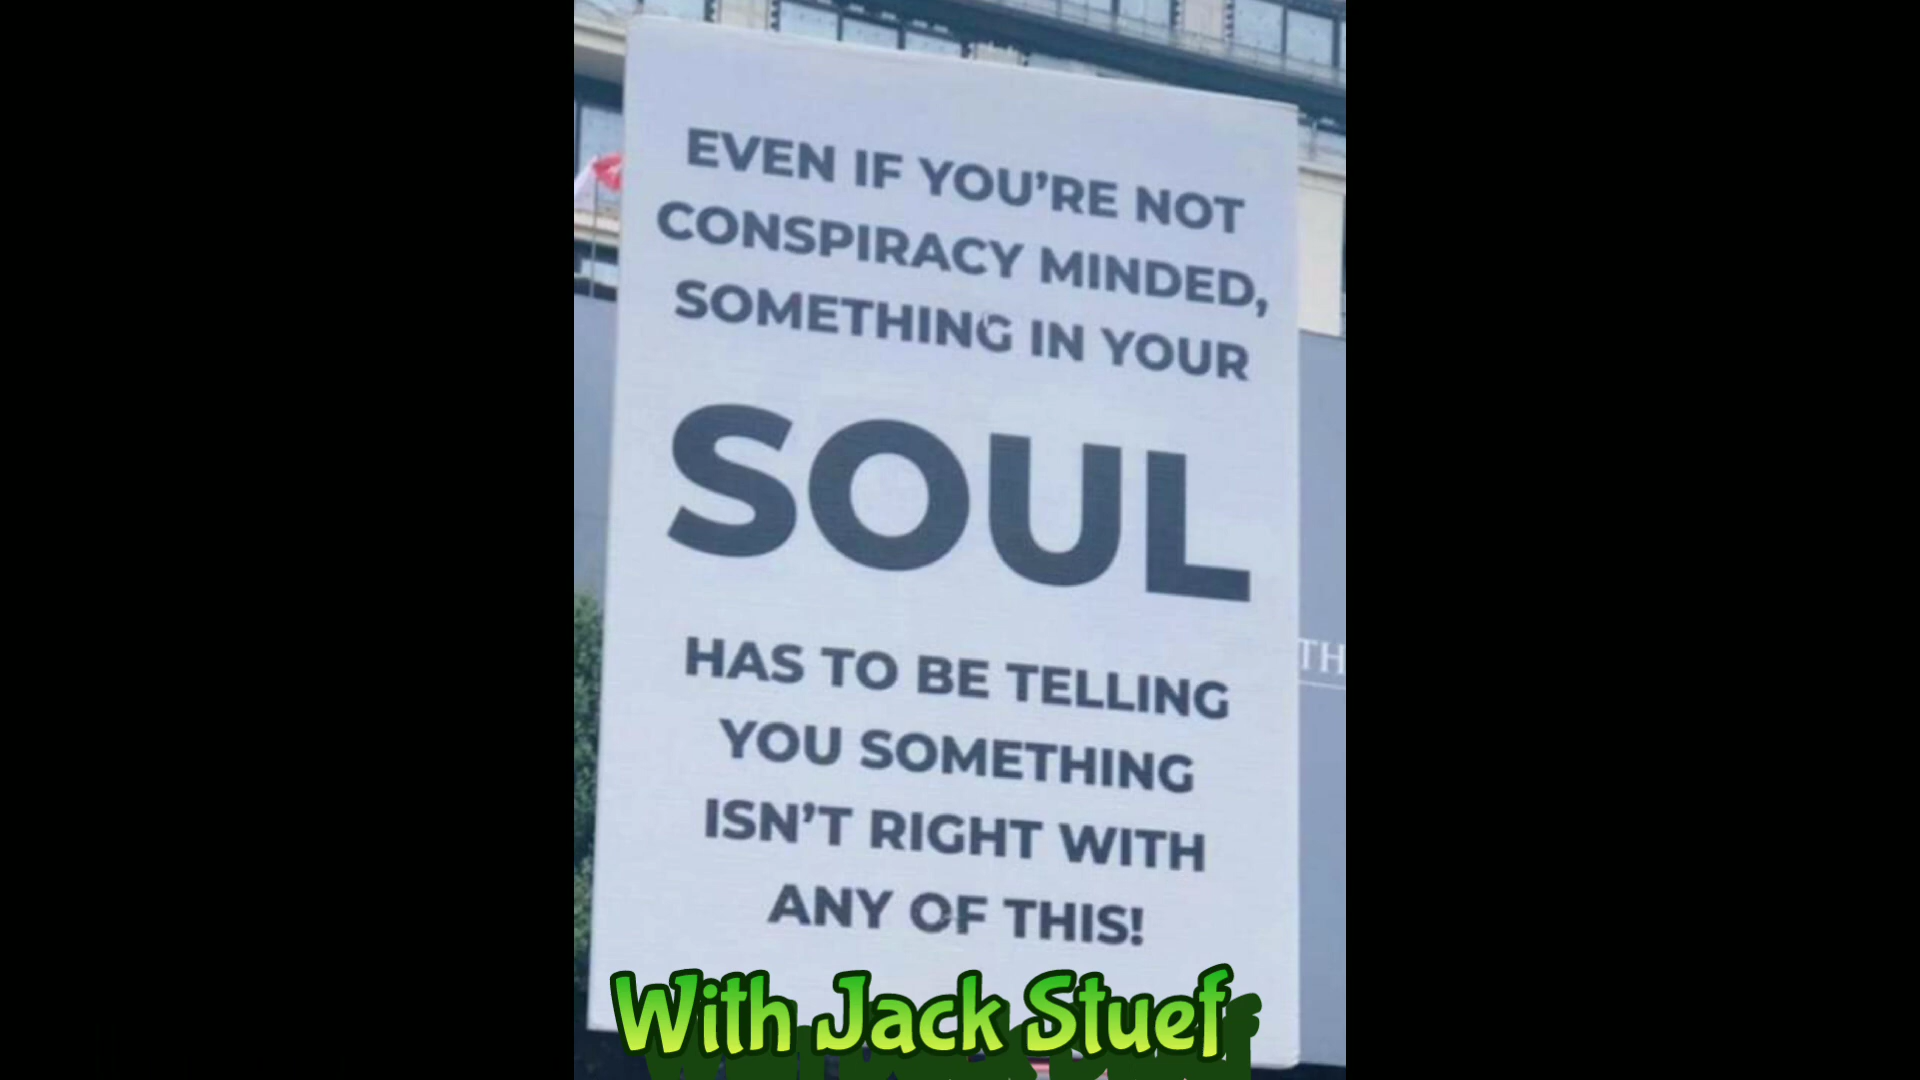 EVEN IF YOU'RE NOT
CONSPIRACY MINDED,
SOMETHING IN YOUR
SOUL
HAS TO BE TELLING
YOU SOMETHING
ISN'T RIGHT WITH
ANY OF THIS!
TH
With Jack Stuef